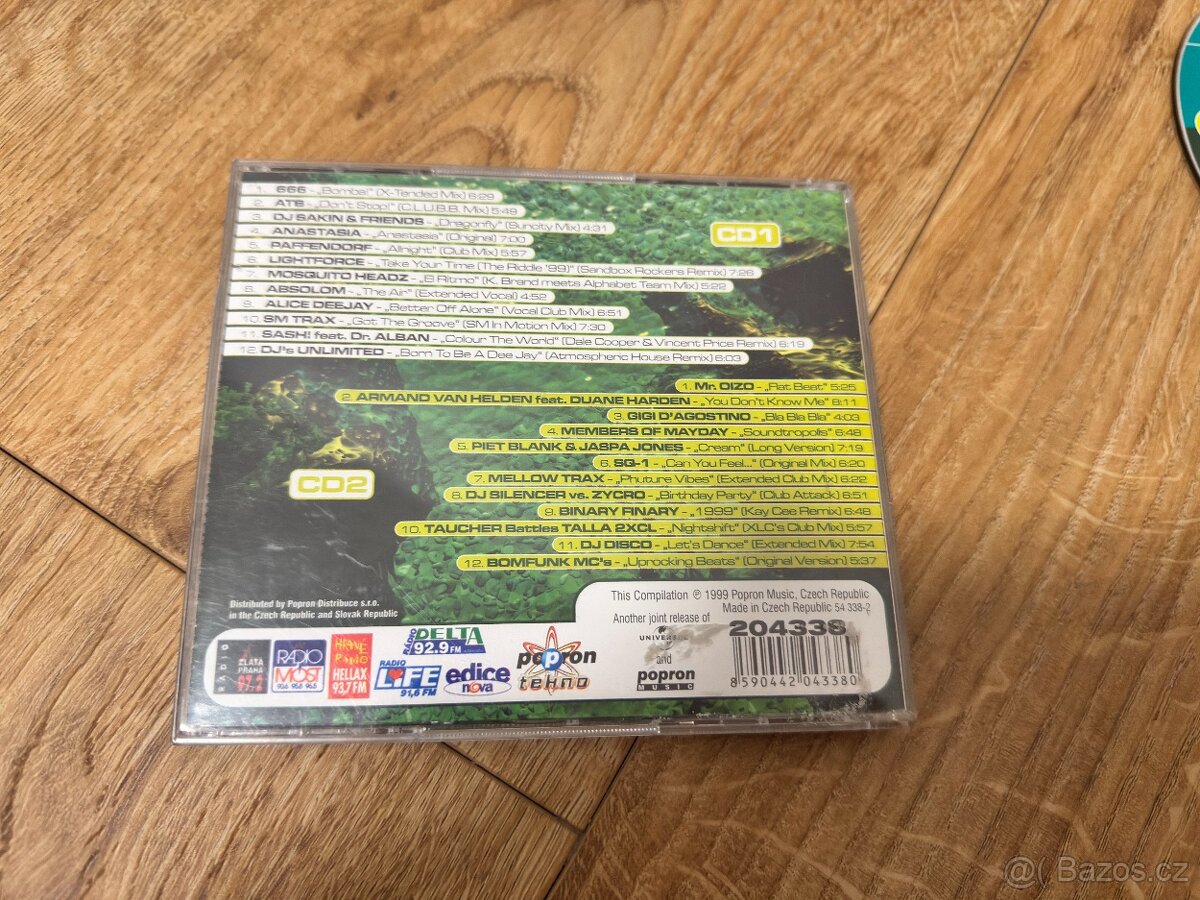 1. 666 - „Bomba!" (X-Tended Mix) 6:29
2. ATB - „Don't Stop!" (C.L.U.B.B. Mix) 5:49
3. DJ SAKIN & FRIENDS - „Dragonfly" (Suncity Mix) 4:31
4. ANASTASIA - „Anastasia" (Original) 7:00
5. PAFFENDORF - „Allnight" (Club Mix) 5:57
6. LIGHTFORCE - „Take Your Time (The Riddle '99)" (Sandbox Rockers Remix) 7:26
7. MOSQUITO HEADZ - „El Ritmo" (K. Brand meets Alphabet Team Mix) 5:22
8. ABSOLOM - „The Air" (Extended Vocal) 4:52
9. ALICE DEEJAY - „Better Off Alone" (Vocal Club Mix) 6:51
10. SM TRAX - „Got The Groove" (SM In Motion Mix) 7:30
11. SASH! feat. Dr. ALBAN - „Colour The World" (Dale Cooper & Vincent Price Remix) 6:19
12. DJ's UNLIMITED - „Born To Be A Dee Jay" (Atmospheric House Remix) 6:03
CD1
1. Mr. OIZO - „Rat Beat" 5:25
2. ARMAND VAN HELDEN feat. DUANE HARDEN - „You Don't Know Me" 8:11
3. GIGI D'AGOSTINO - „Bla Bla Bla" 4:03
4. MEMBERS OF MAYDAY - „Soundtropolis" 6:48
5. PIET BLANK & JASPA JONES - „Cream" (Long Version) 7:19
6. SQ-1 - „Can You Feel..." (Original Mix) 6:20
7. MELLOW TRAX - „Phuture Vibes" (Extended Club Mix) 6:22
8. DJ SILENCER vs. ZYCRO - „Birthday Party" (Club Attack) 6:51
9. BINARY FINARY - „1999" (Kay Cee Remix) 6:48
10. TAUCHER Battles TALLA 2XCL - „Nightshift" (XLC's Club Mix) 5:57
11. DJ DISCO - „Let's Dance" (Extended Mix) 7:54
12. BOMFUNK MC's - „Uprocking Beats" (Original Version) 5:37
CD2
Distributed by Popron Distribuce s.r.o.
in the Czech Republic and Slovak Republic
This Compilation ℗ 1999 Popron Music, Czech Republic
Made in Czech Republic 54 338-2
Another joint release of
UNIVERSAL
and
popron
MUSIC
204338
8 590442 043380
RADIO
ZLATA
PRAHA
RADIO
MOST
HELLAX
93,7 FM
RADIO
DELTA
92.9 FM
RADIO
LIFE
91,6 FM
edice
nova
popron
tekno
@ Bazos.cz